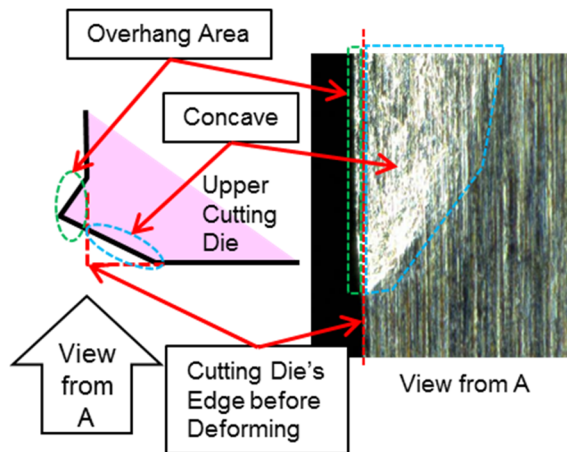 Overhang Area
Concave
Upper
Cutting
Die
View
from
A
Cutting Die's
Edge before
Deforming
View from A